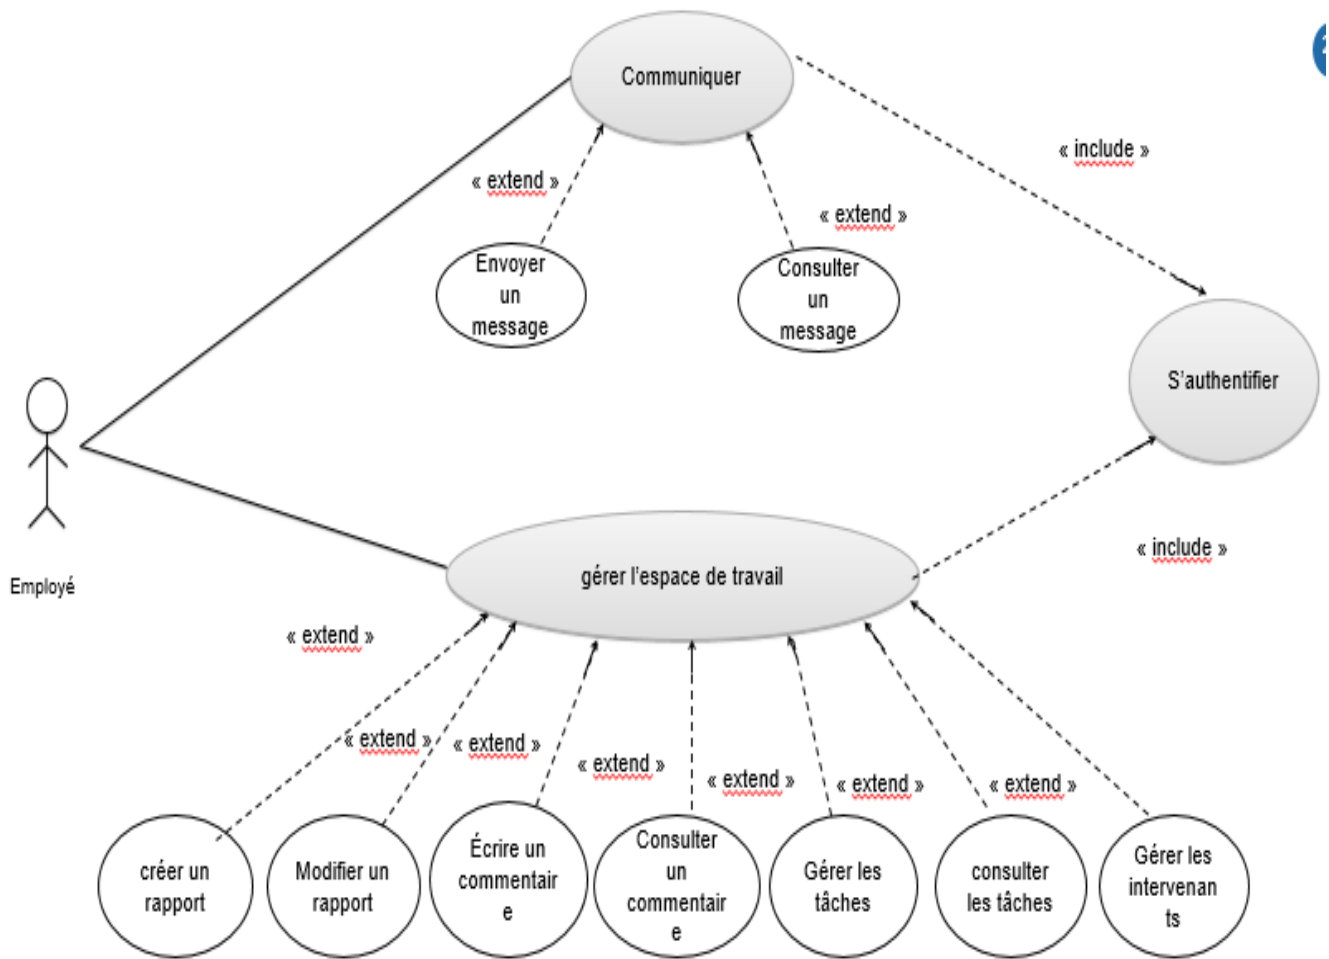 Communiquer
« include »
« extend »
« extend »
Envoyer
un
message
Consulter
un
message
S'authentifier
Employé
gérer l'espace de travail
« include »
« extend »
« extend »
« extend »
« extend »
« extend »
« extend »
« extend »
créer un
rapport
Modifier un
rapport
Écrire un
commentair
e
Consulter
un
commentair
e
Gérer les
tâches
consulter
les tâches
Gérer les
intervenan
ts